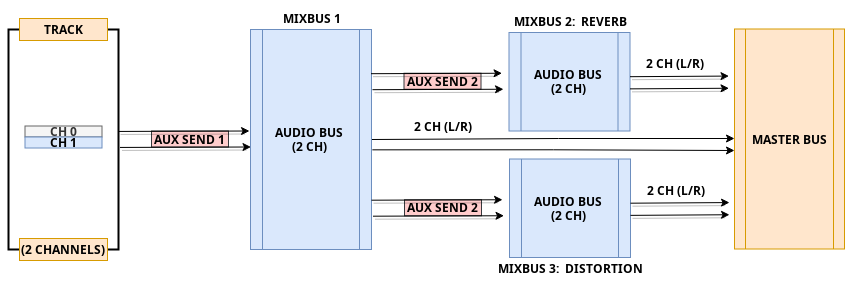 MIXBUS 1
MIXBUS 2: REVERB
TRACK
2 CH (L/R)
AUX SEND 2
AUDIO BUS
(2 CH)
CH 0
CH 1
AUX SEND 1
AUDIO BUS
(2 CH)
2 CH (L/R)
MASTER BUS
AUX SEND 2
AUDIO BUS
(2 CH)
2 CH (L/R)
(2 CHANNELS)
MIXBUS 3: DISTORTION